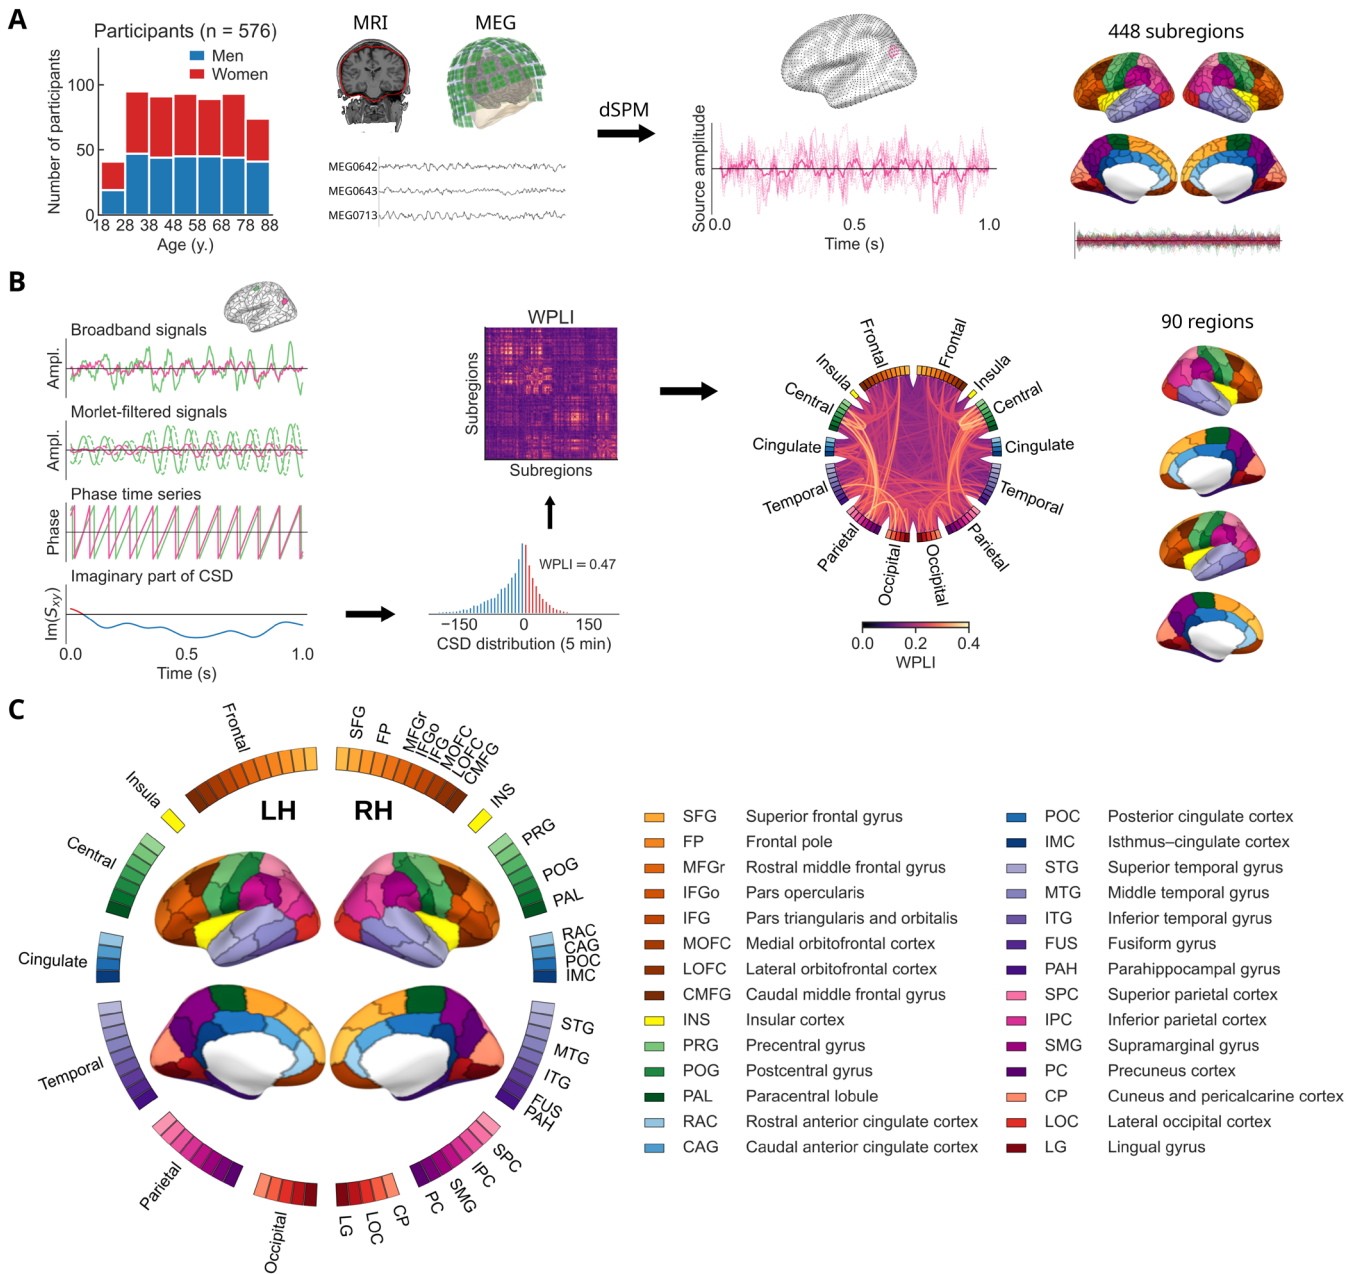 A
Participants (n = 576)
Men
Women
Number of participants
100
50
0
18 28 38 48 58 68 78 88
Age (y.)
MRI
MEG
MEG0642
MEG0643
MEG0713
dSPM
Source amplitude
0.0 0.5 1.0
Time (s)
448 subregions
B
Broadband signals
Ampl.
Morlet-filtered signals
Ampl.
Phase time series
Phase
Imaginary part of CSD
Im(Sxy)
0.0 0.5 1.0
Time (s)
WPLI
Subregions
Subregions
WPLI = 0.47
−150 0 150
CSD distribution (5 min)
Frontal Frontal
Insula Insula
Central Central
Cingulate Cingulate
Temporal Temporal
Parietal Parietal
Occipital Occipital
0.0 0.2 0.4
WPLI
90 regions
C
Frontal
Insula
Central
Cingulate
Temporal
Parietal
Occipital
LH RH
SFG
FP
MFGr
IFGo
IFG
MOFC
LOFC
CMFG
INS
PRG
POG
PAL
RAC
CAG
POC
IMC
STG
MTG
ITG
FUS
PAH
SPC
IPC
SMG
PC
CP
LOC
LG
SFG Superior frontal gyrus
FP Frontal pole
MFGr Rostral middle frontal gyrus
IFGo Pars opercularis
IFG Pars triangularis and orbitalis
MOFC Medial orbitofrontal cortex
LOFC Lateral orbitofrontal cortex
CMFG Caudal middle frontal gyrus
INS Insular cortex
PRG Precentral gyrus
POG Postcentral gyrus
PAL Paracentral lobule
RAC Rostral anterior cingulate cortex
CAG Caudal anterior cingulate cortex
POC Posterior cingulate cortex
IMC Isthmus–cingulate cortex
STG Superior temporal gyrus
MTG Middle temporal gyrus
ITG Inferior temporal gyrus
FUS Fusiform gyrus
PAH Parahippocampal gyrus
SPC Superior parietal cortex
IPC Inferior parietal cortex
SMG Supramarginal gyrus
PC Precuneus cortex
CP Cuneus and pericalcarine cortex
LOC Lateral occipital cortex
LG Lingual gyrus